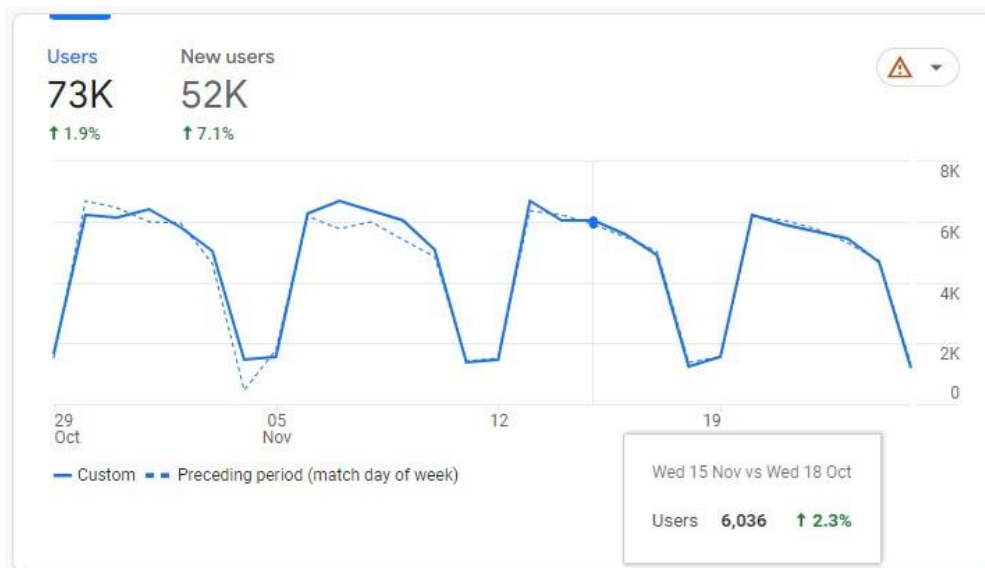 Users New users
73K 52K
↑ 1.9% ↑ 7.1%
8K
6K
4K
2K
0
29 05 12 19
Oct Nov
Custom Preceding period (match day of week)
Wed 15 Nov vs Wed 18 Oct
Users 6,036 ↑ 2.3%